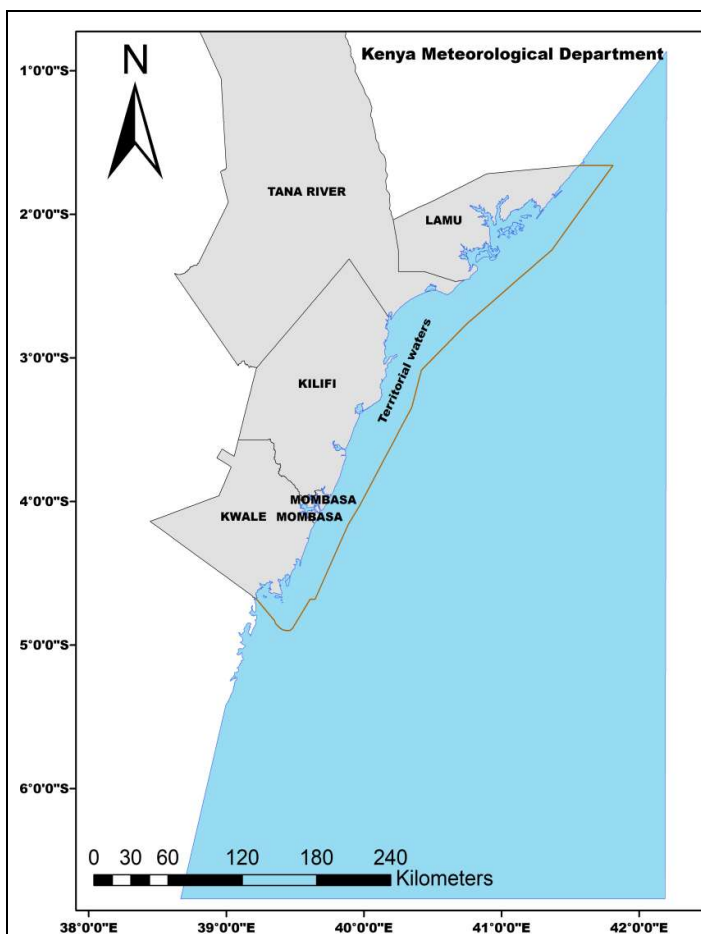 Kenya Meteorological Department
N
1°0'0"S
2°0'0"S
3°0'0"S
4°0'0"S
5°0'0"S
6°0'0"S
TANA RIVER
LAMU
Territorial waters
KILIFI
MOMBASA
KWALE MOMBASA
0 30 60 120 180 240
Kilometers
38°0'0"E 39°0'0"E 40°0'0"E 41°0'0"E 42°0'0"E